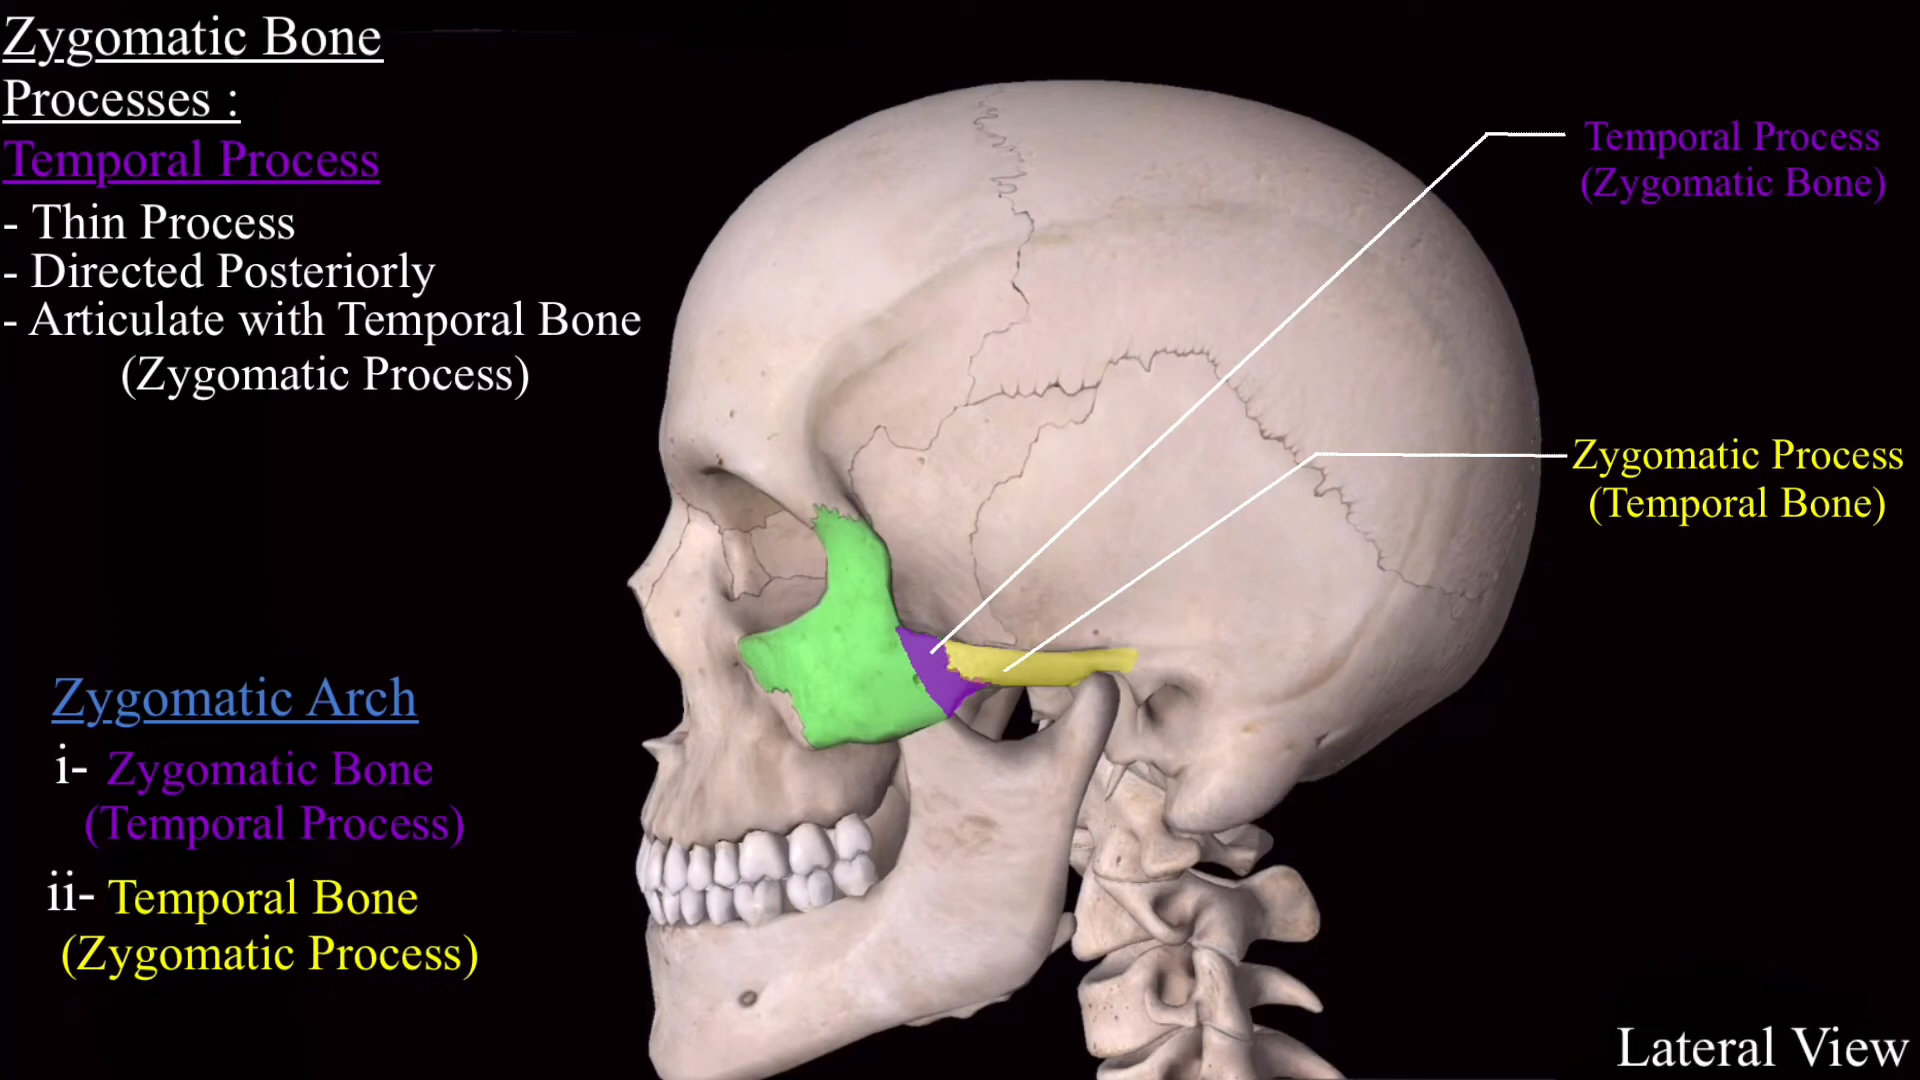 Zygomatic Bone
Processes :
Temporal Process
- Thin Process
- Directed Posteriorly
- Articulate with Temporal Bone
(Zygomatic Process)
Temporal Process
(Zygomatic Bone)
Zygomatic Process
(Temporal Bone)
Zygomatic Arch
i- Zygomatic Bone
(Temporal Process)
ii- Temporal Bone
(Zygomatic Process)
Lateral View